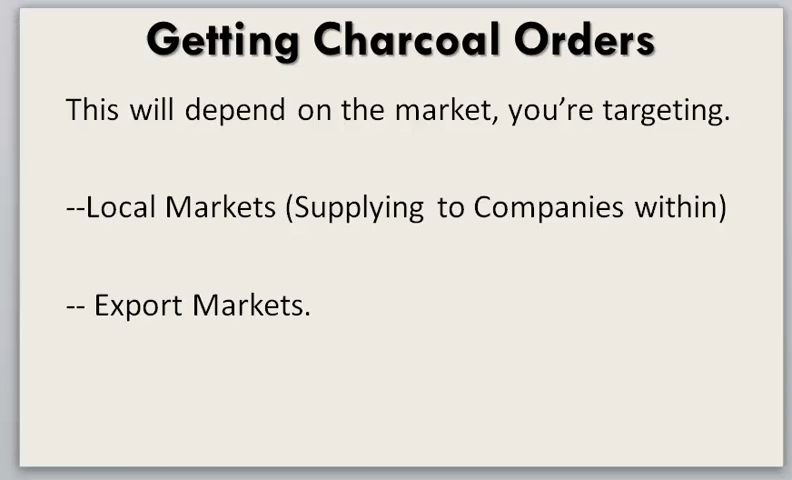 Getting Charcoal Orders
This will depend on the market, you’re targeting.
--Local Markets (Supplying to Companies within)
-- Export Markets.